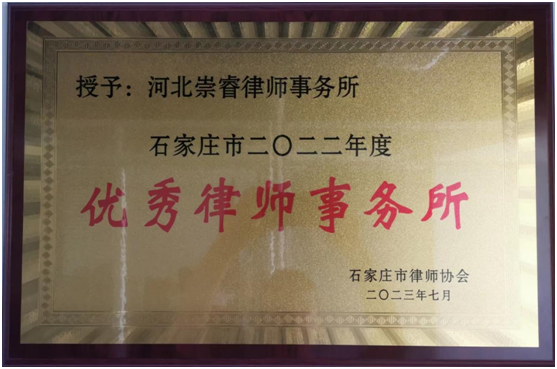 授予：河北崇睿律师事务所
石家庄市二〇二二年度
优秀律师事务所
石家庄市律师协会
二〇二三年七月